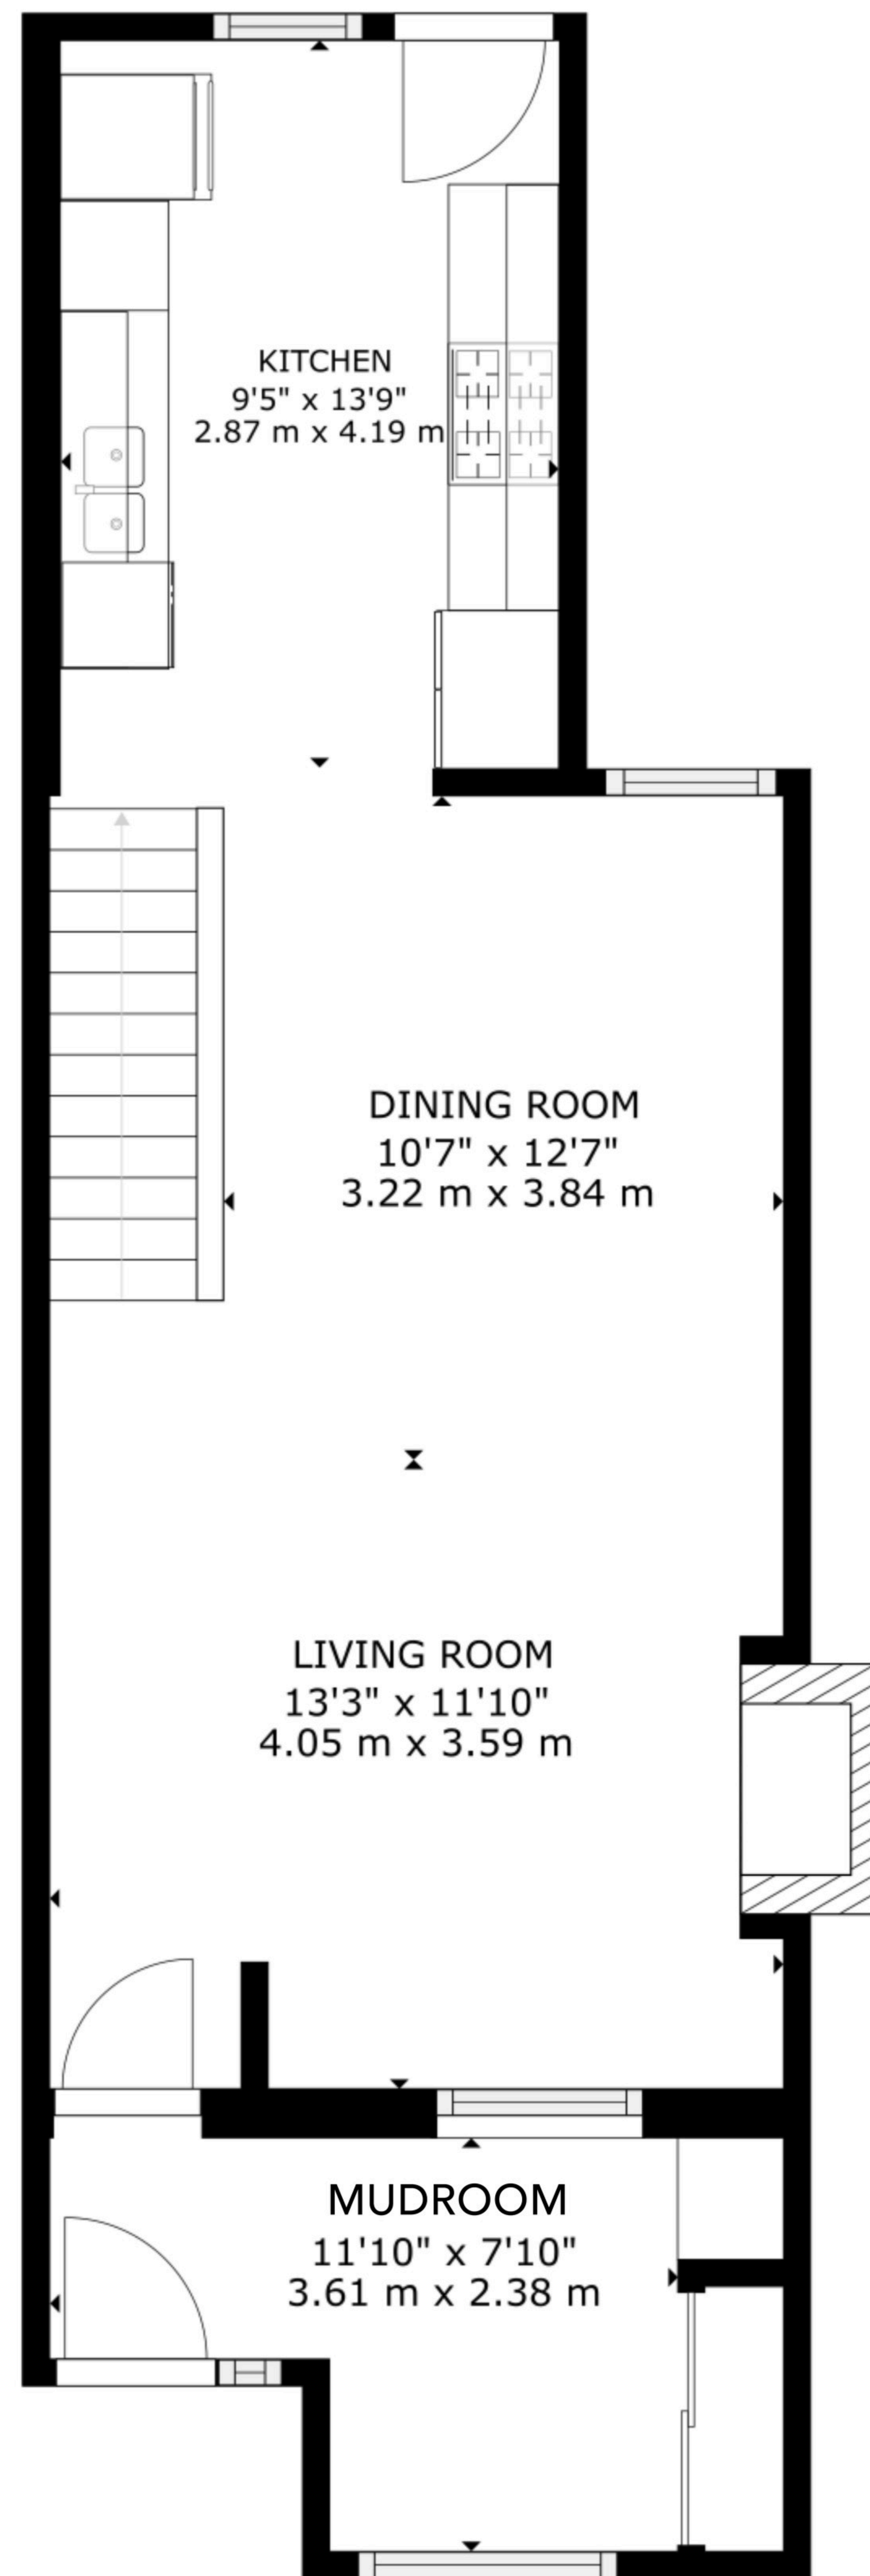 KITCHEN
9'5" x 13'9"
2.87 m x 4.19 m
DINING ROOM
10'7" x 12'7"
3.22 m x 3.84 m
LIVING ROOM
13'3" x 11'10"
4.05 m x 3.59 m
MUDROOM
11'10" x 7'10"
3.61 m x 2.38 m